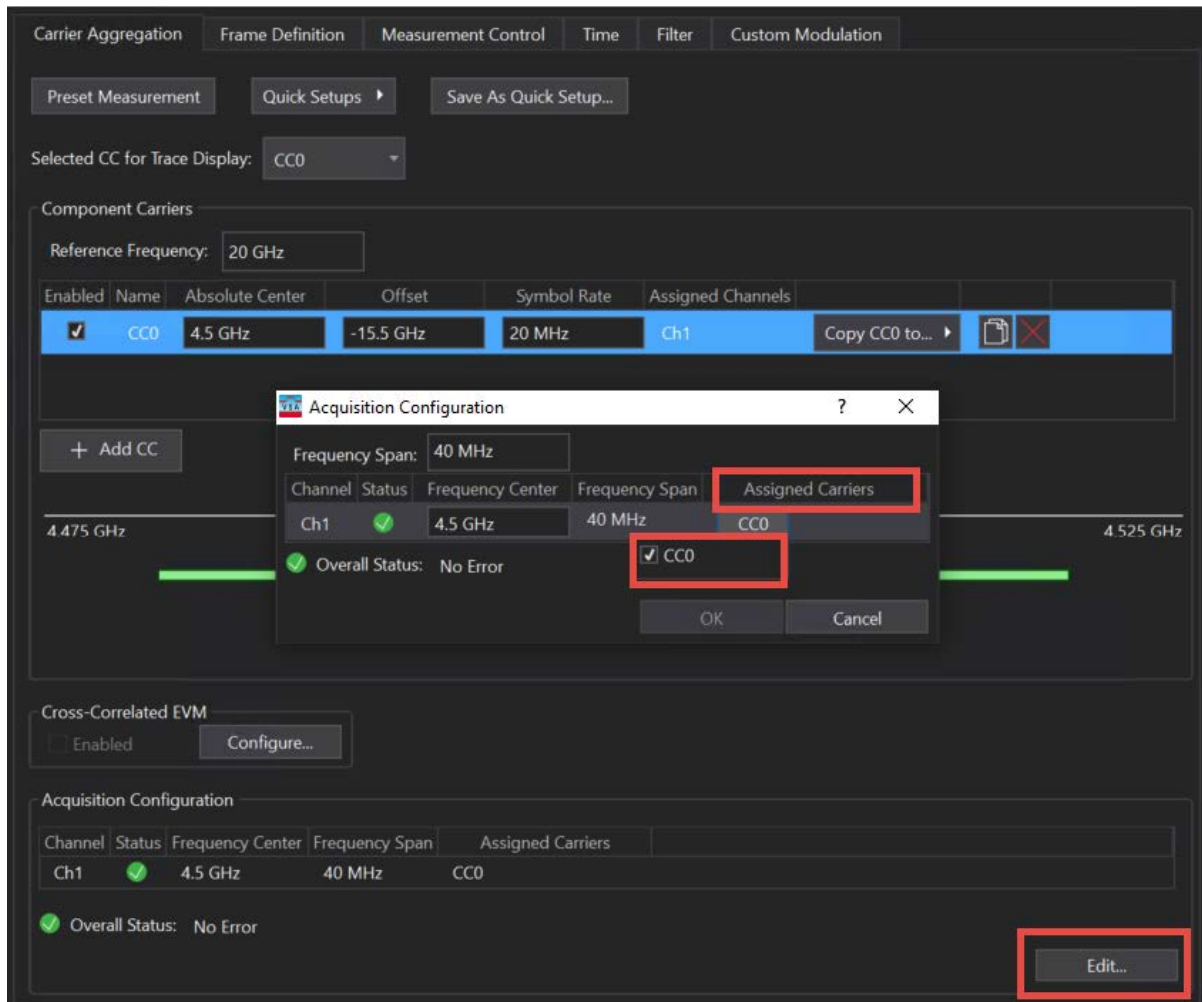 Carrier Aggregation Frame Definition Measurement Control Time Filter Custom Modulation
Preset Measurement Quick Setups Save As Quick Setup...
Selected CC for Trace Display: CC0
Component Carriers
Reference Frequency: 20 GHz
Enabled Name Absolute Center Offset Symbol Rate Assigned Channels
CC0 4.5 GHz -15.5 GHz 20 MHz Ch1 Copy CC0 to...
VSA Acquisition Configuration ?
+ Add CC
Frequency Span: 40 MHz
Channel Status Frequency Center Frequency Span Assigned Carriers
Ch1 4.5 GHz 40 MHz CC0
4.475 GHz 4.525 GHz
CC0
Overall Status: No Error
OK Cancel
Cross-Correlated EVM
Enabled Configure...
Acquisition Configuration
Channel Status Frequency Center Frequency Span Assigned Carriers
Ch1 4.5 GHz 40 MHz CC0
Overall Status: No Error
Edit...